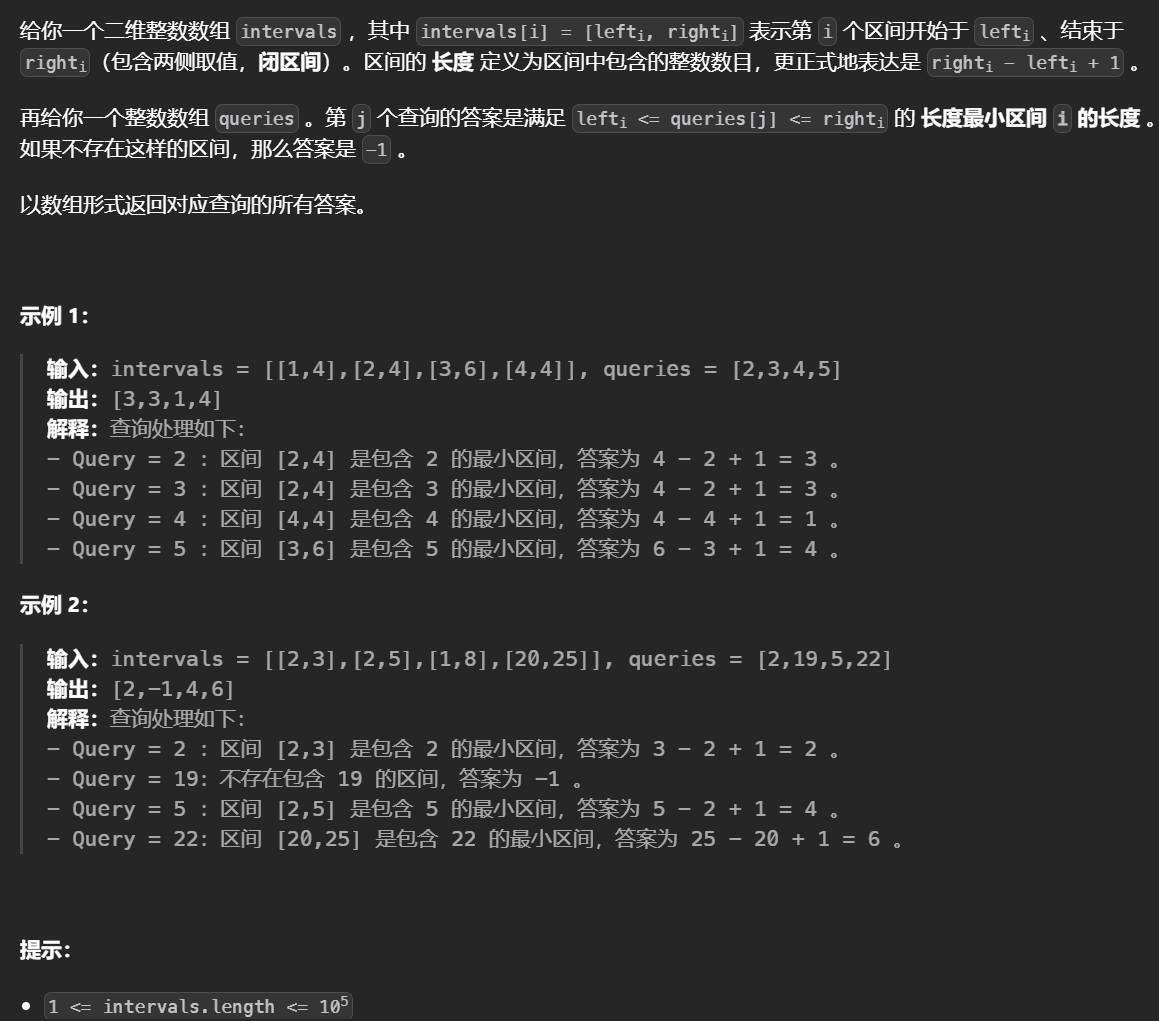 给你一个二维整数数组 intervals ，其中 intervals[i] = [lefti, righti] 表示第 i 个区间开始于 lefti 、结束于
righti（包含两侧取值，闭区间）。区间的 长度 定义为区间中包含的整数数目，更正式地表达是 righti - lefti + 1 。
再给你一个整数数组 queries 。第 j 个查询的答案是满足 lefti <= queries[j] <= righti 的 长度最小区间 i 的长度 。
如果不存在这样的区间，那么答案是 -1 。
以数组形式返回对应查询的所有答案。
示例 1：
输入：intervals = [[1,4],[2,4],[3,6],[4,4]], queries = [2,3,4,5]
输出：[3,3,1,4]
解释：查询处理如下：
- Query = 2 ：区间 [2,4] 是包含 2 的最小区间，答案为 4 - 2 + 1 = 3 。
- Query = 3 ：区间 [2,4] 是包含 3 的最小区间，答案为 4 - 2 + 1 = 3 。
- Query = 4 ：区间 [4,4] 是包含 4 的最小区间，答案为 4 - 4 + 1 = 1 。
- Query = 5 ：区间 [3,6] 是包含 5 的最小区间，答案为 6 - 3 + 1 = 4 。
示例 2：
输入：intervals = [[2,3],[2,5],[1,8],[20,25]], queries = [2,19,5,22]
输出：[2,-1,4,6]
解释：查询处理如下：
- Query = 2 ：区间 [2,3] 是包含 2 的最小区间，答案为 3 - 2 + 1 = 2 。
- Query = 19：不存在包含 19 的区间，答案为 -1 。
- Query = 5 ：区间 [2,5] 是包含 5 的最小区间，答案为 5 - 2 + 1 = 4 。
- Query = 22：区间 [20,25] 是包含 22 的最小区间，答案为 25 - 20 + 1 = 6 。
提示：
• 1 <= intervals.length <= 10⁵